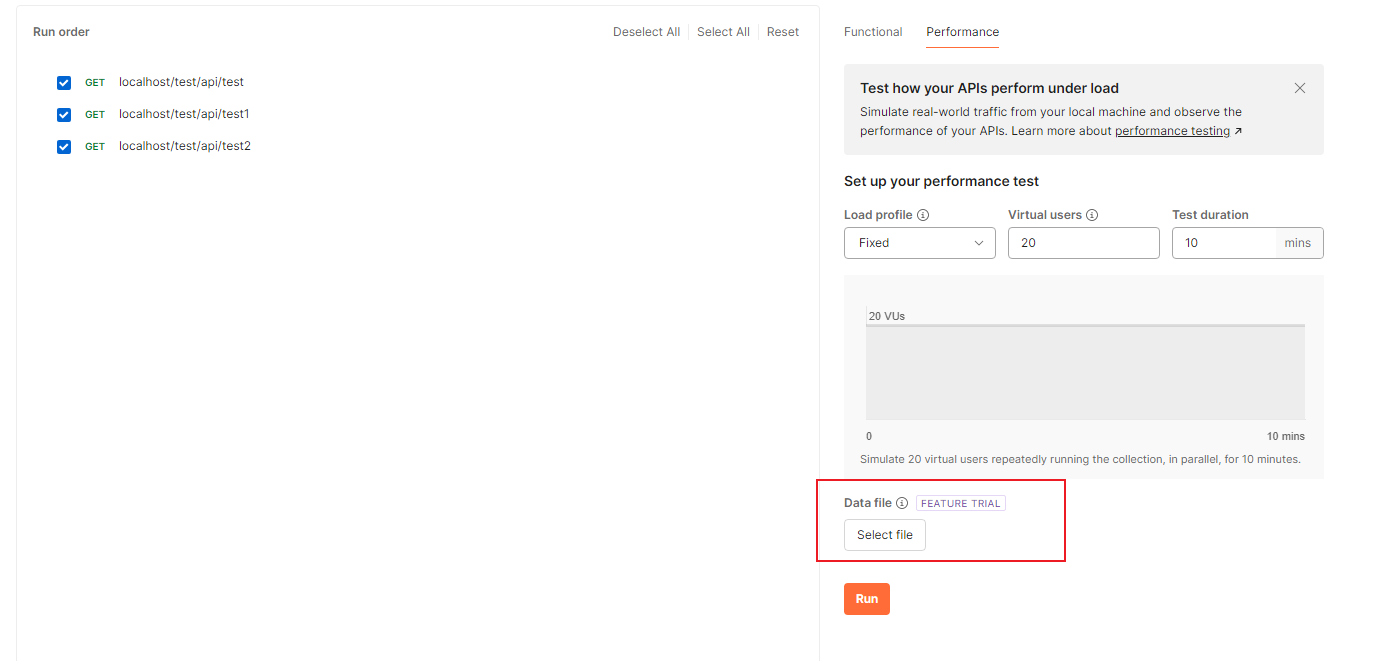 Run order
Deselect All
Select All
Reset
GET localhost/test/api/test
GET localhost/test/api/test1
GET localhost/test/api/test2
Functional
Performance
Test how your APIs perform under load
Simulate real-world traffic from your local machine and observe the
performance of your APIs. Learn more about performance testing ↗
Set up your performance test
Load profile
Virtual users
Test duration
Fixed
20
10 mins
20 VUs
0
10 mins
Simulate 20 virtual users repeatedly running the collection, in parallel, for 10 minutes.
Data file FEATURE TRIAL
Select file
Run